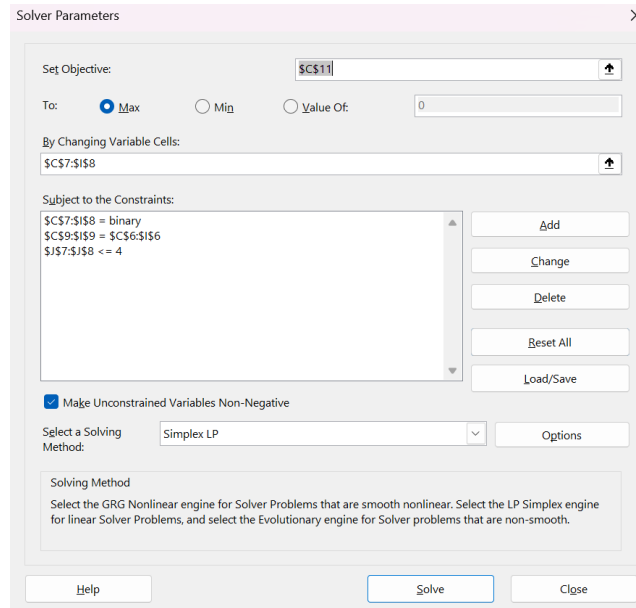 Solver Parameters
Set Objective:
$C$11
To:
Max
Min
Value Of:
0
By Changing Variable Cells:
$C$7:$I$8
Subject to the Constraints:
$C$7:$I$8 = binary
$C$9:$I$9 = $C$6:$I$6
$J$7:$J$8 <= 4
Add
Change
Delete
Reset All
Load/Save
Make Unconstrained Variables Non-Negative
Select a Solving
Method:
Simplex LP
Options
Solving Method
Select the GRG Nonlinear engine for Solver Problems that are smooth nonlinear. Select the LP Simplex engine
for linear Solver Problems, and select the Evolutionary engine for Solver problems that are non-smooth.
Help
Solve
Close